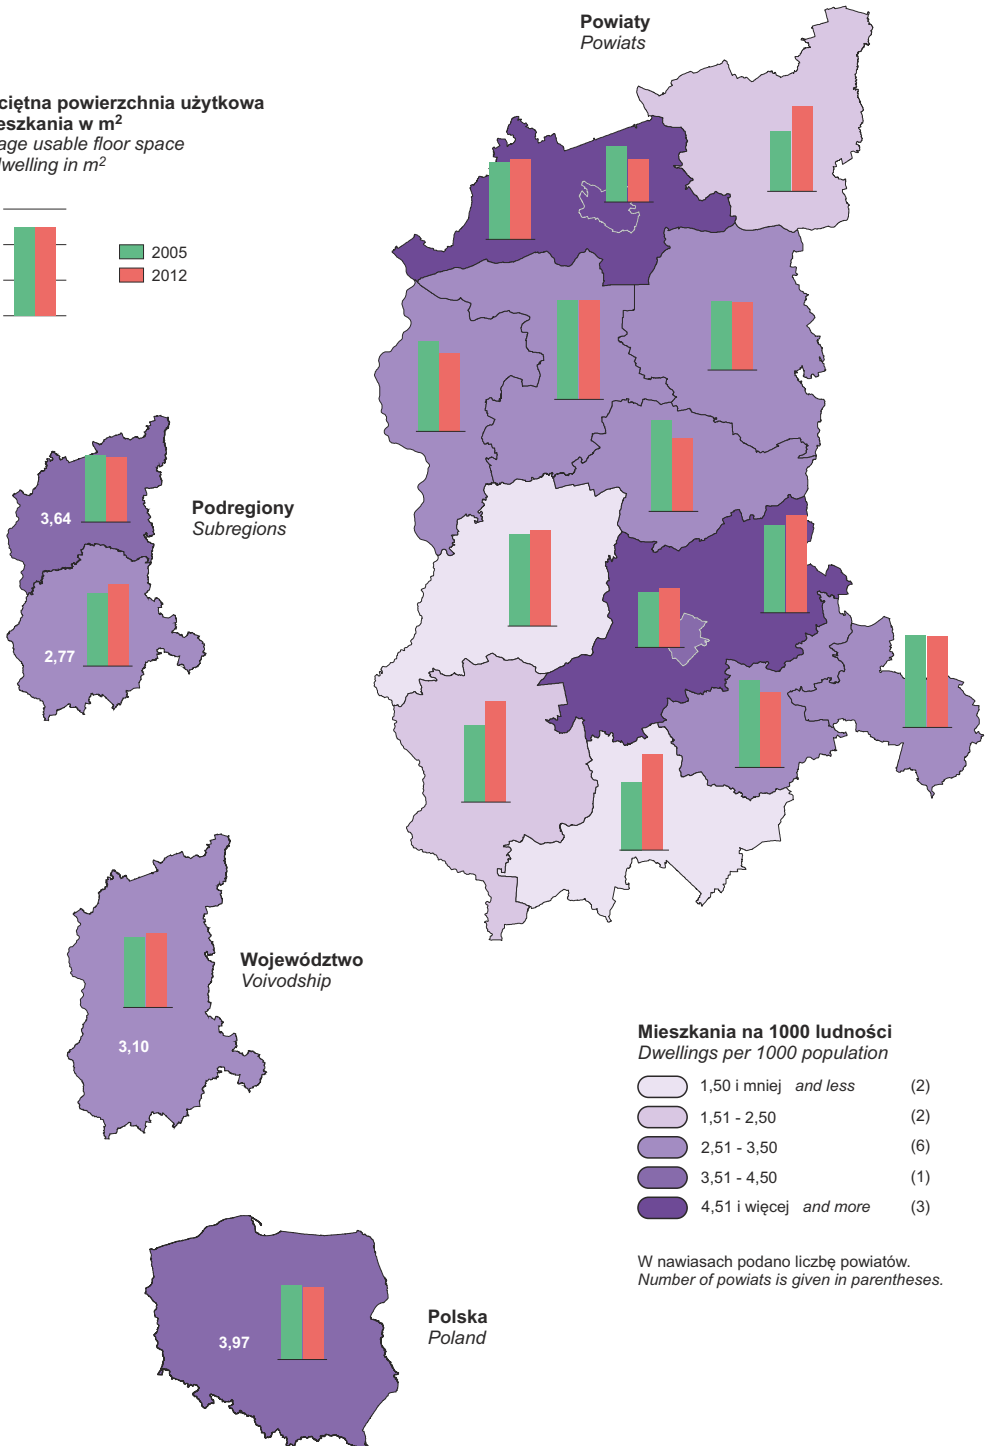 Powiaty
Powiats
ciętna powierzchnia użytkowa
eszkania w m²
age usable floor space
dwelling in m²
2005
2012
3,64
Podregiony
Subregions
2,77
Województwo
Voivodship
3,10
Mieszkania na 1000 ludności
Dwellings per 1000 population
1,50 i mniej and less (2)
1,51 - 2,50 (2)
2,51 - 3,50 (6)
3,51 - 4,50 (1)
4,51 i więcej and more (3)
W nawiasach podano liczbę powiatów.
Number of powiats is given in parentheses.
Polska
Poland
3,97